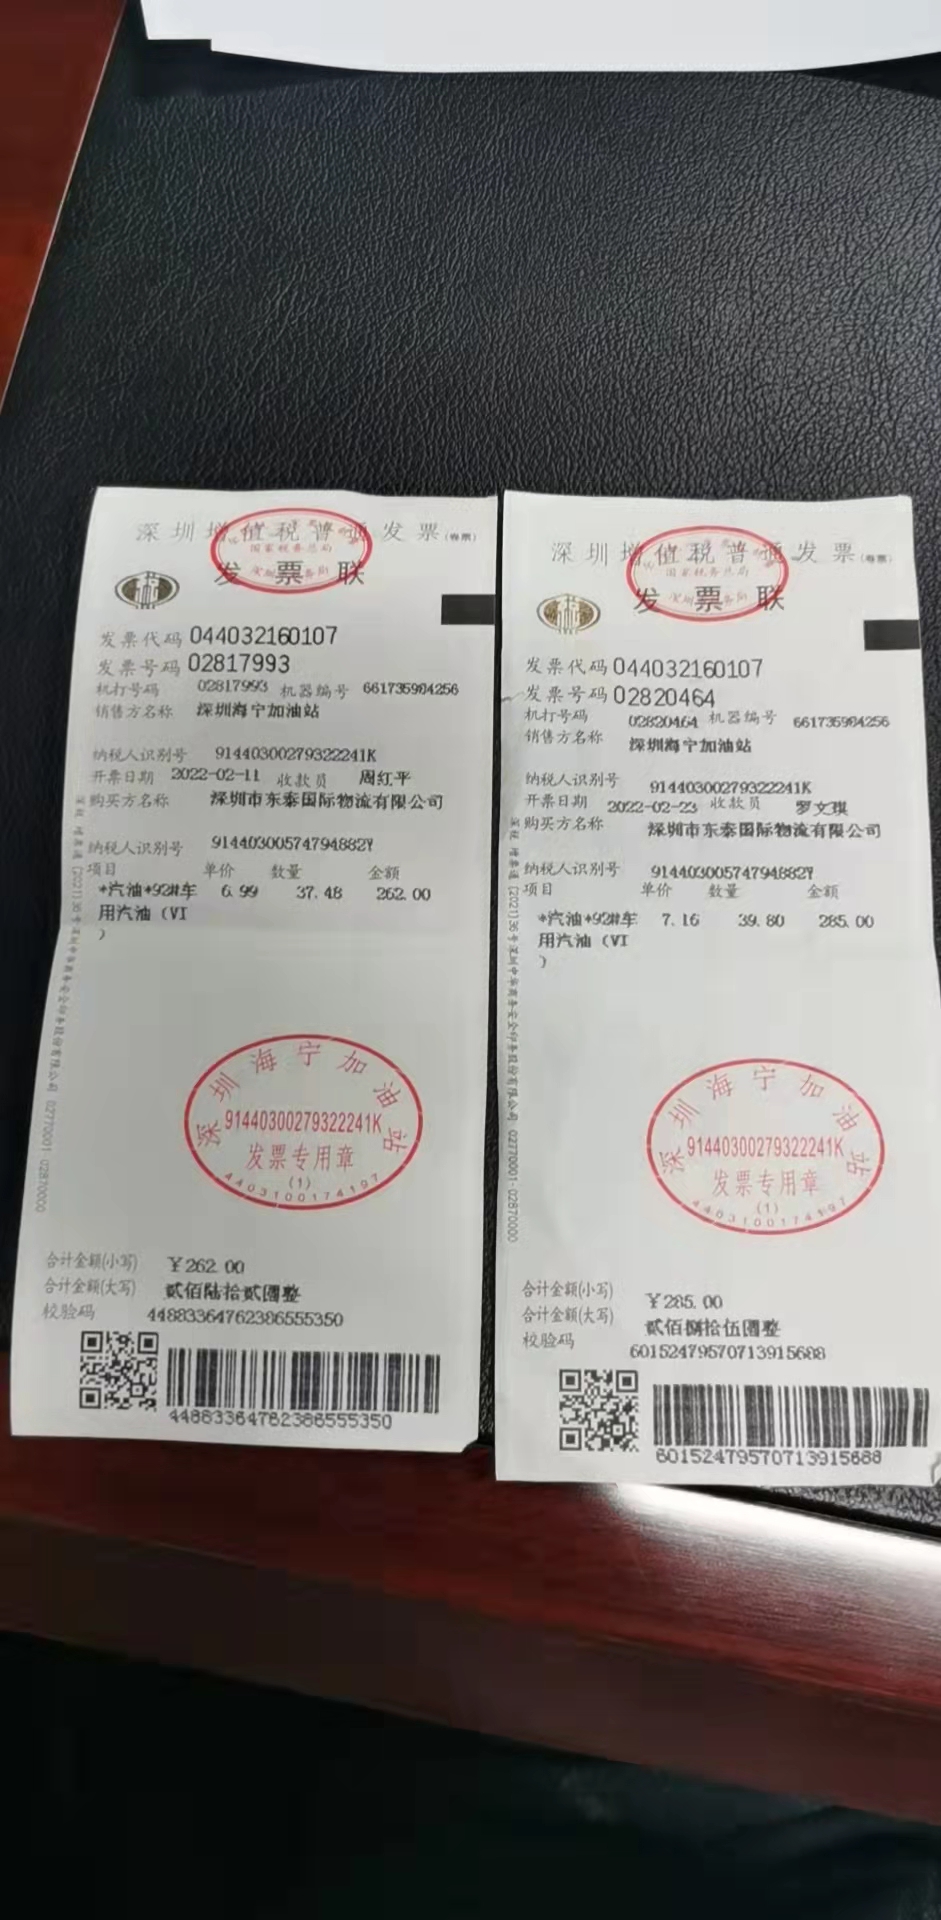 深圳增值税普通发票(卷票)
国家税务总局
发票联
发票代码 044032160107
发票号码 02817993
机打号码 02817993 机器编号 661735904256
销售方名称 深圳海宁加油站
纳税人识别号 91440300279322241K
开票日期 2022-02-11 收款员 周红平
购买方名称 深圳市东泰国际物流有限公司
纳税人识别号 91440300574794882Y
项目 单价 数量 金额
*汽油*92#车 6.99 37.48 262.00
用汽油 (VI
)
深圳海宁加油站
91440300279322241K
发票专用章
(1)
4403100174197
合计金额(小写) ￥262.00
合计金额(大写) 贰佰陆拾贰圆整
校验码 44883364762386555350
44883364762386555350
深圳增值税普通发票(卷票)
国家税务总局
发票联
发票代码 044032160107
发票号码 02820464
机打号码 02820464 机器编号 661735904256
销售方名称 深圳海宁加油站
纳税人识别号 91440300279322241K
开票日期 2022-02-23 收款员 罗文琪
购买方名称 深圳市东泰国际物流有限公司
纳税人识别号 91440300574794882Y
项目 单价 数量 金额
*汽油*92#车 7.16 39.80 285.00
用汽油 (VI
)
深圳海宁加油站
91440300279322241K
发票专用章
(1)
4403100174197
合计金额(小写) ￥285.00
合计金额(大写) 贰佰捌拾伍圆整
校验码 60152479570713915688
60152479570713915688